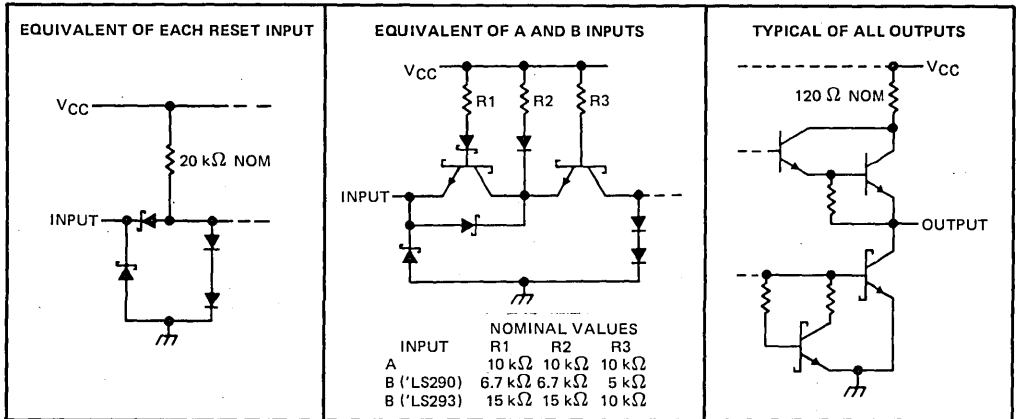 EQUIVALENT OF EACH RESET INPUT
VCC
20 kΩ NOM
INPUT
EQUIVALENT OF A AND B INPUTS
VCC
R1
R2
R3
INPUT
NOMINAL VALUES
INPUT R1 R2 R3
A 10 kΩ 10 kΩ 10 kΩ
B ('LS290) 6.7 kΩ 6.7 kΩ 5 kΩ
B ('LS293) 15 kΩ 15 kΩ 10 kΩ
TYPICAL OF ALL OUTPUTS
VCC
120 Ω NOM
OUTPUT